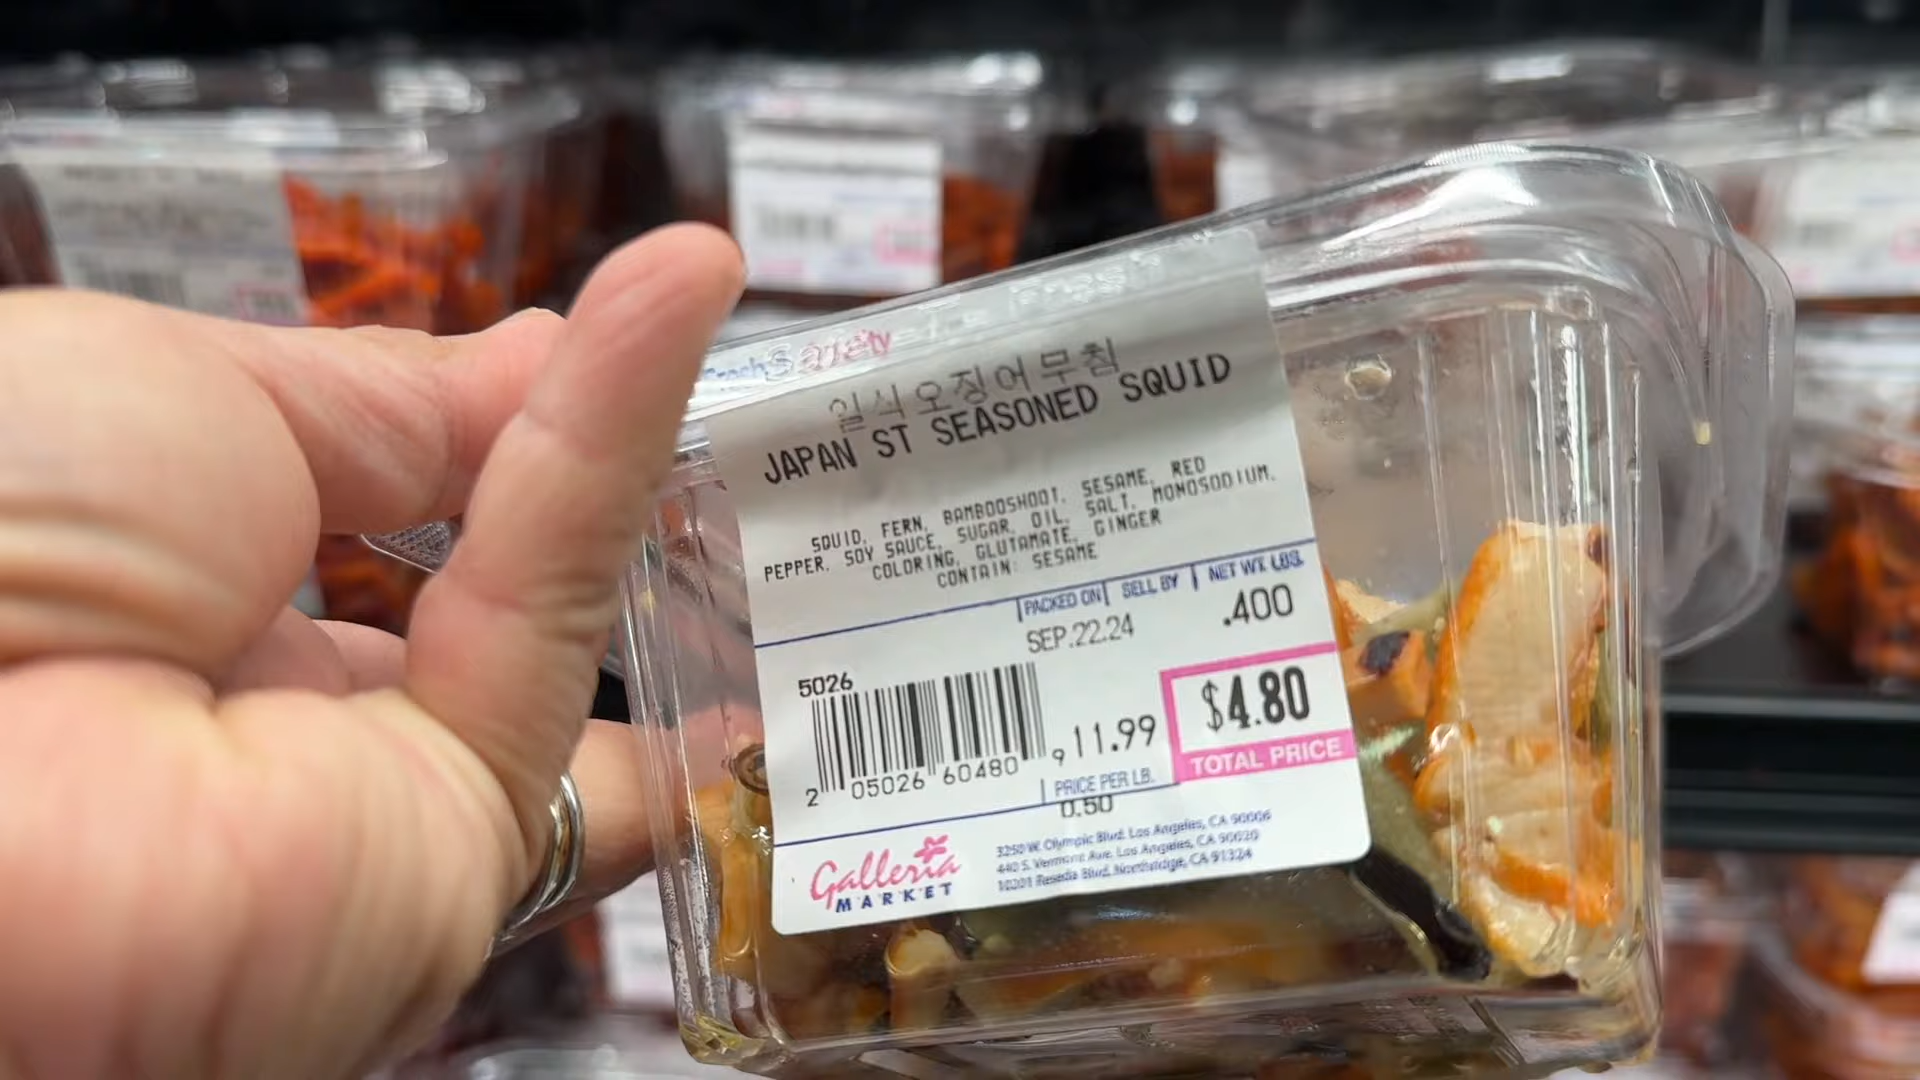 Fresh Safety
일식오징어무침
JAPAN ST SEASONED SQUID
SQUID, FERN, BAMBOOSHOOT, SESAME, RED
PEPPER, SOY SAUCE, SUGAR, OIL, SALT, MONOSODIUM,
COLORING, GLUTAMATE, GINGER
CONTAIN: SESAME
PACKED ON SELL BY NET WT. LBS.
SEP.22.24 .400
5026
$4.80
9 11.99
TOTAL PRICE
2 05026 60480
PRICE PER LB.
0.50
Galleria
MARKET
3250 W. Olympic Blvd. Los Angeles, CA 90006
440 S. Vermont Ave. Los Angeles, CA 90020
10201 Reseda Blvd. Northridge, CA 91324